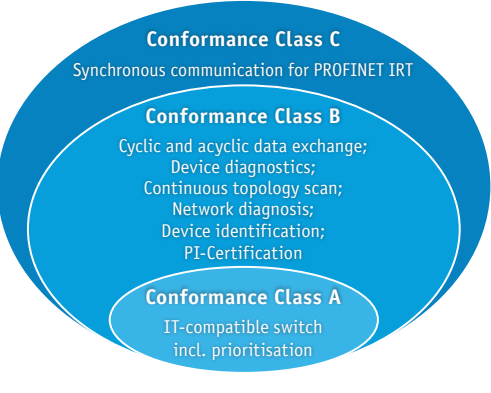 Conformance Class C
Synchronous communication for PROFINET IRT
Conformance Class B
Cyclic and acyclic data exchange;
Device diagnostics;
Continuous topology scan;
Network diagnosis;
Device identification;
PI-Certification
Conformance Class A
IT-compatible switch
incl. prioritisation